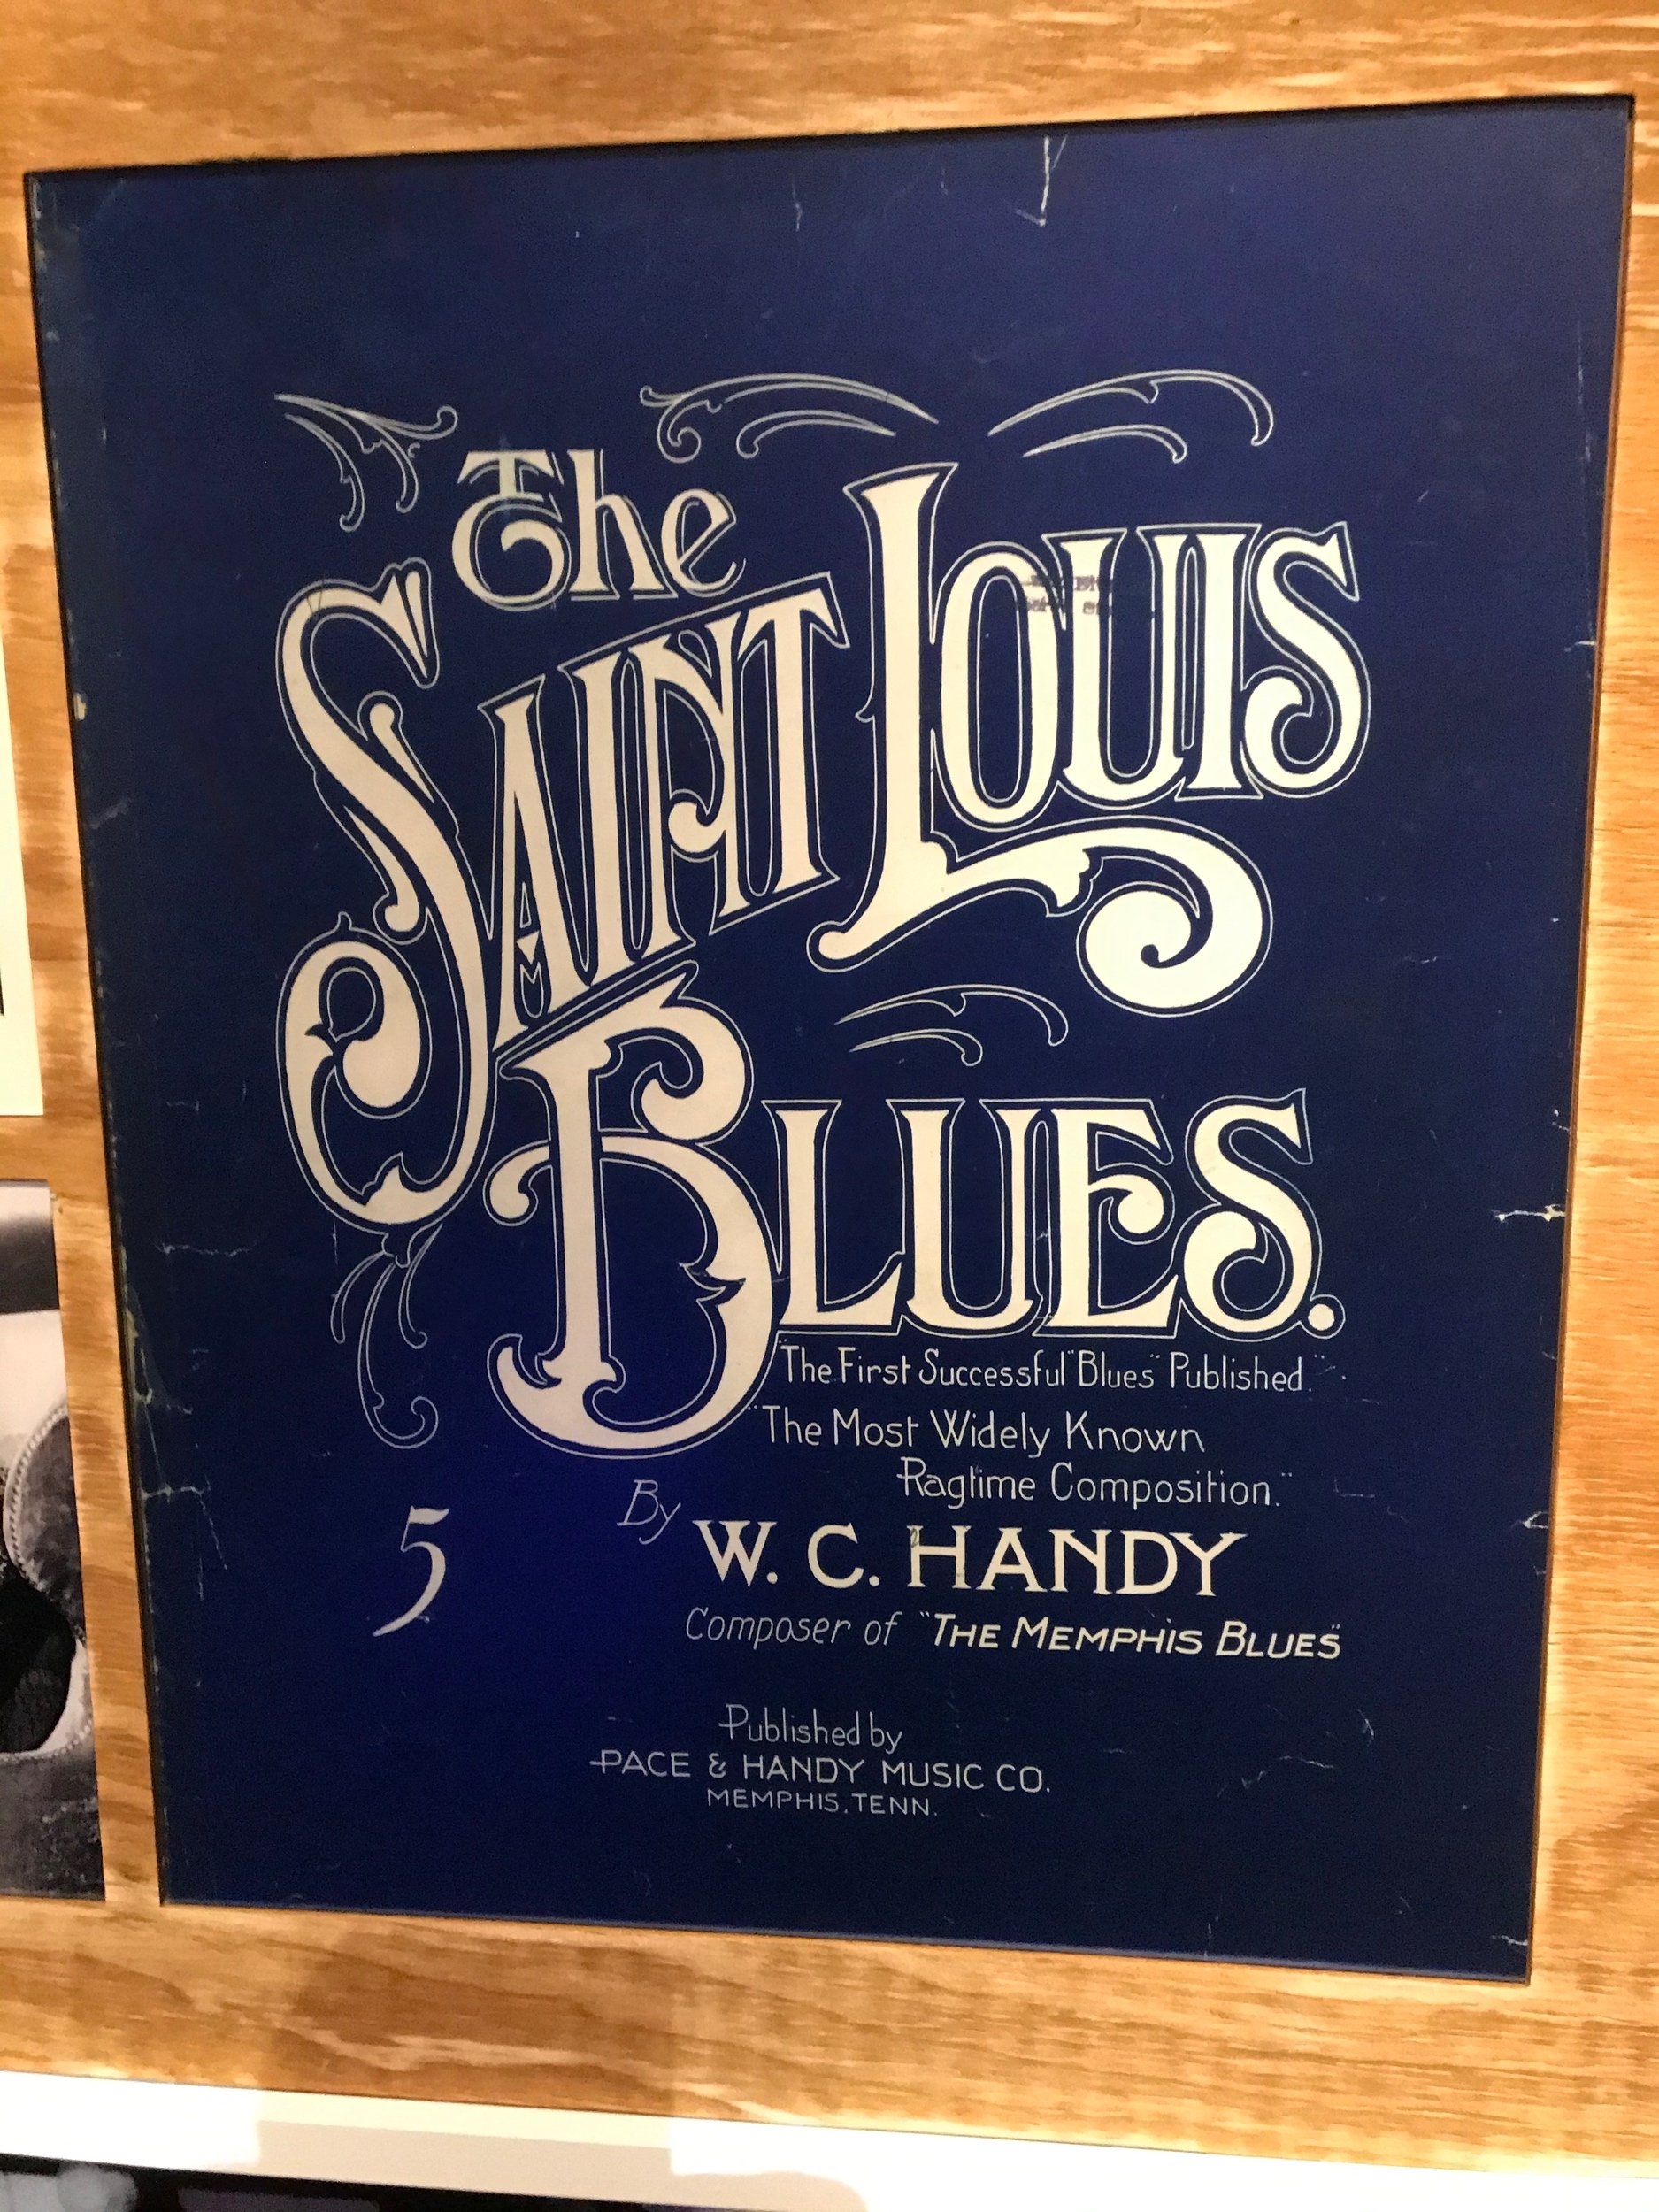 The
SAINT LOUIS
BLUES.
"The First Successful "Blues" Published."
"The Most Widely Known
Ragtime Composition."
5
By W. C. HANDY
Composer of "THE MEMPHIS BLUES"
Published by
PACE & HANDY MUSIC CO.
MEMPHIS, TENN.